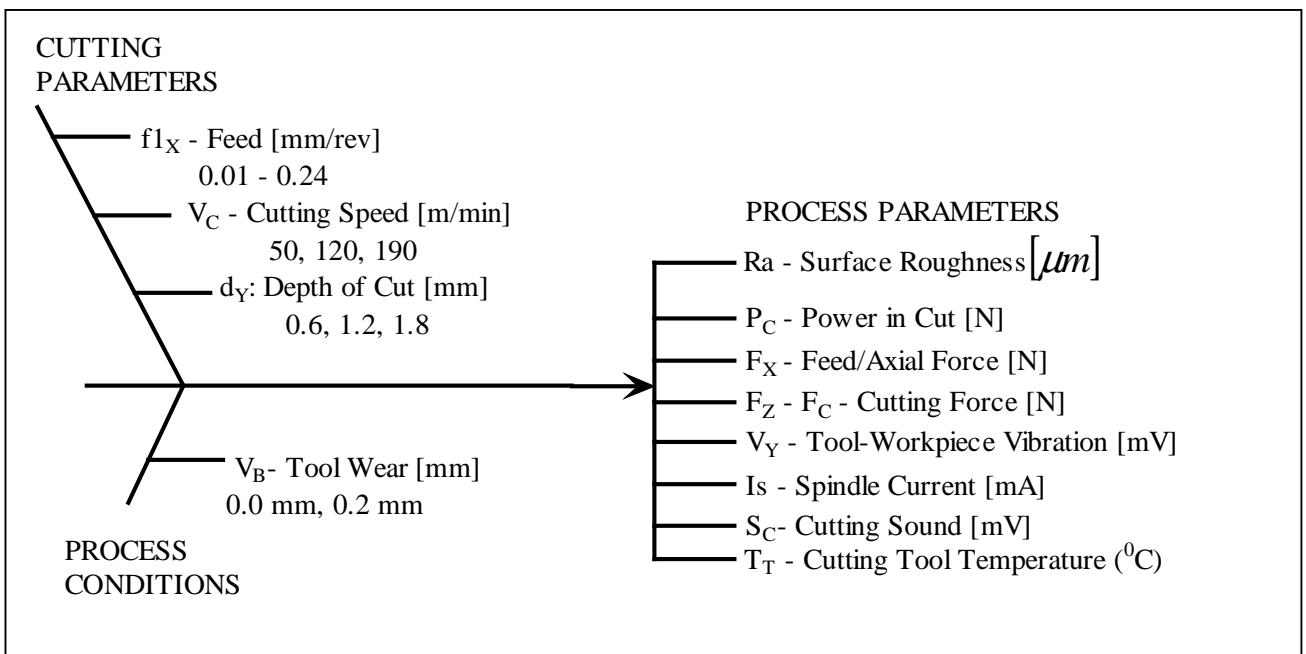 CUTTING
PARAMETERS
f1X - Feed [mm/rev]
0.01 - 0.24
VC - Cutting Speed [m/min]
50, 120, 190
dY: Depth of Cut [mm]
0.6, 1.2, 1.8
VB- Tool Wear [mm]
0.0 mm, 0.2 mm
PROCESS
CONDITIONS
PROCESS PARAMETERS
Ra - Surface Roughness [μm]
PC - Power in Cut [N]
FX - Feed/Axial Force [N]
FZ - FC - Cutting Force [N]
VY - Tool-Workpiece Vibration [mV]
Is - Spindle Current [mA]
SC- Cutting Sound [mV]
TT - Cutting Tool Temperature (⁰C)